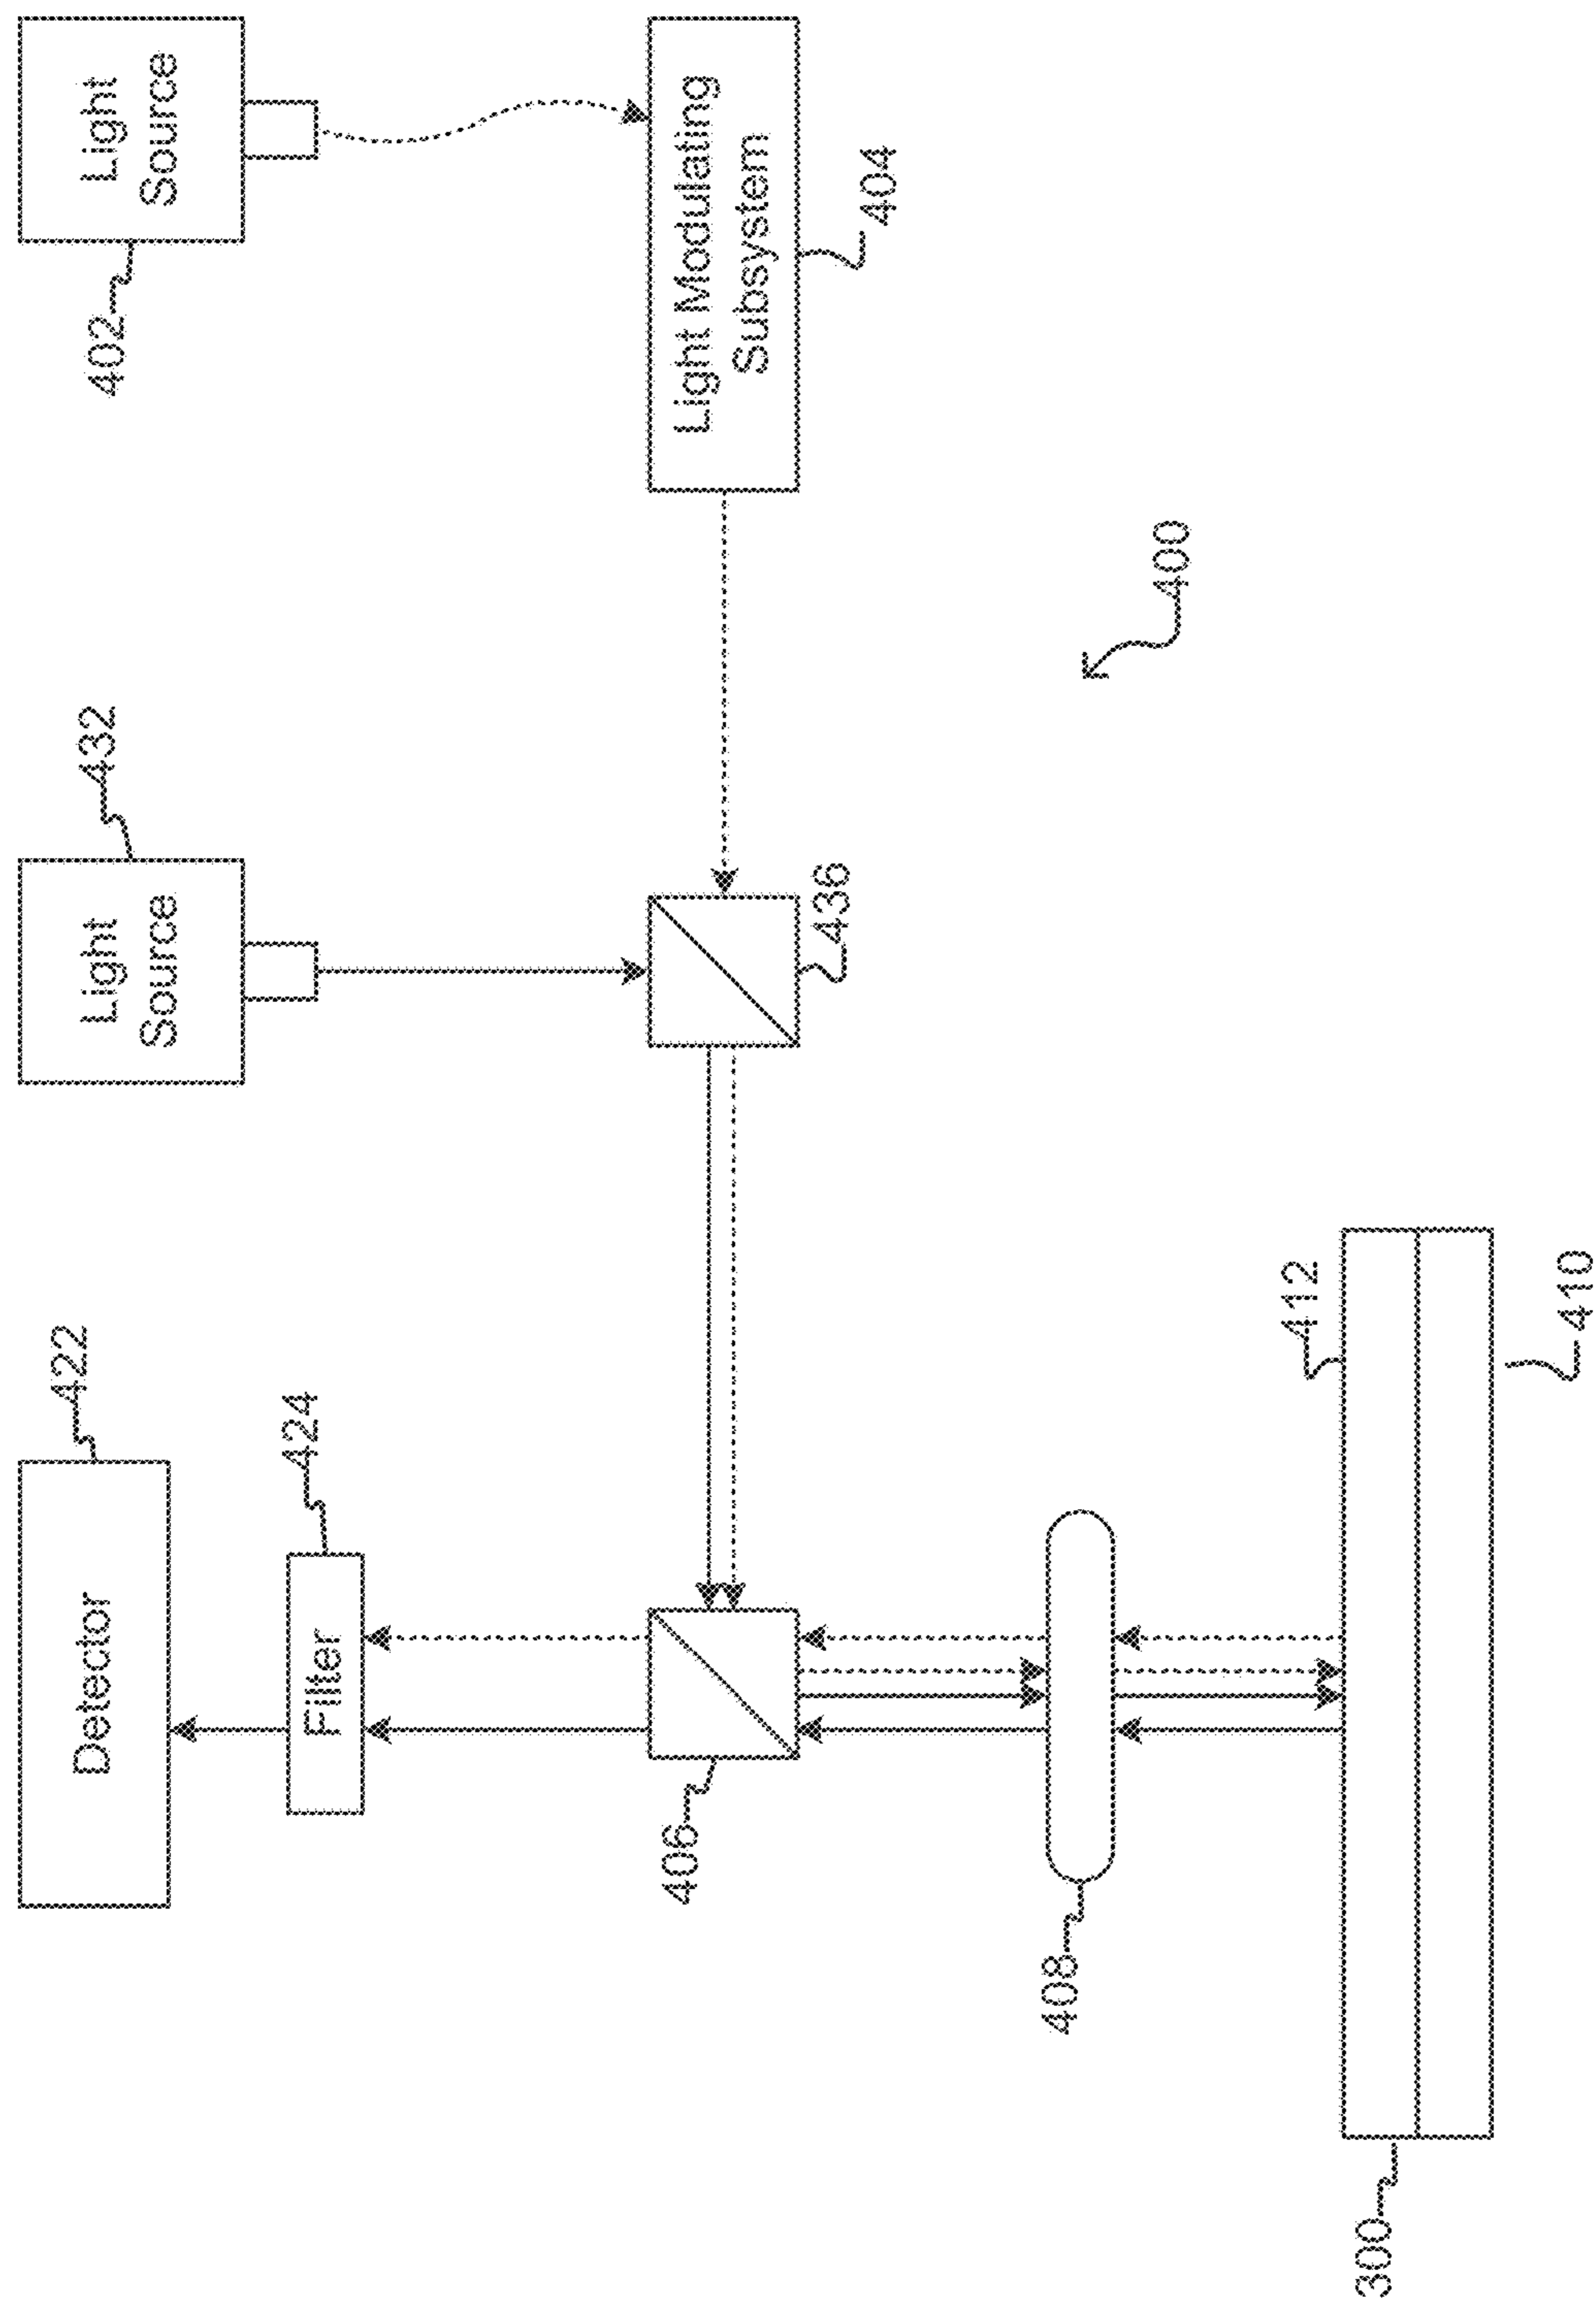 Detector
422
Filter
424
406
408
300
412
410
Light
Source
432
436
400
Light
Source
402
Light Modulating
Subsystem
404